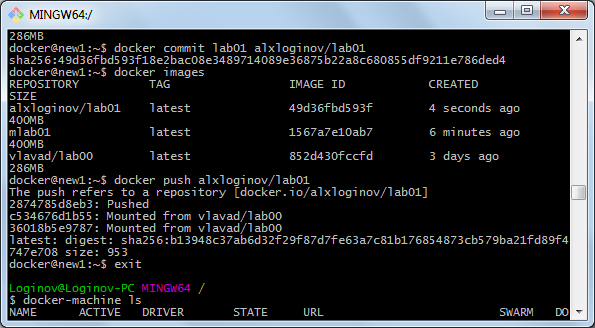 MINGW64:/
286MB
docker@new1:~$ docker commit lab01 alxloginov/lab01
sha256:49d36fbd593f18e2bac08e3489714089e36875b22a8c680855df9211e786ded4
docker@new1:~$ docker images
REPOSITORY TAG IMAGE ID CREATED
SIZE
alxloginov/lab01 latest 49d36fbd593f 4 seconds ago
400MB
mlab01 latest 1567a7e10ab7 6 minutes ago
400MB
vlavad/lab00 latest 852d430fccfd 3 days ago
286MB
docker@new1:~$ docker push alxloginov/lab01
The push refers to a repository [docker.io/alxloginov/lab01]
2874785d8eb3: Pushed
c534676d1b55: Mounted from vlavad/lab00
36018b5e9787: Mounted from vlavad/lab00
latest: digest: sha256:b13948c37ab6d32f29f87d7fe63a7c81b176854873cb579ba21fd89f4
747e708 size: 953
docker@new1:~$ exit
Loginov@Loginov-PC MINGW64 /
$ docker-machine ls
NAME ACTIVE DRIVER STATE URL SWARM DO